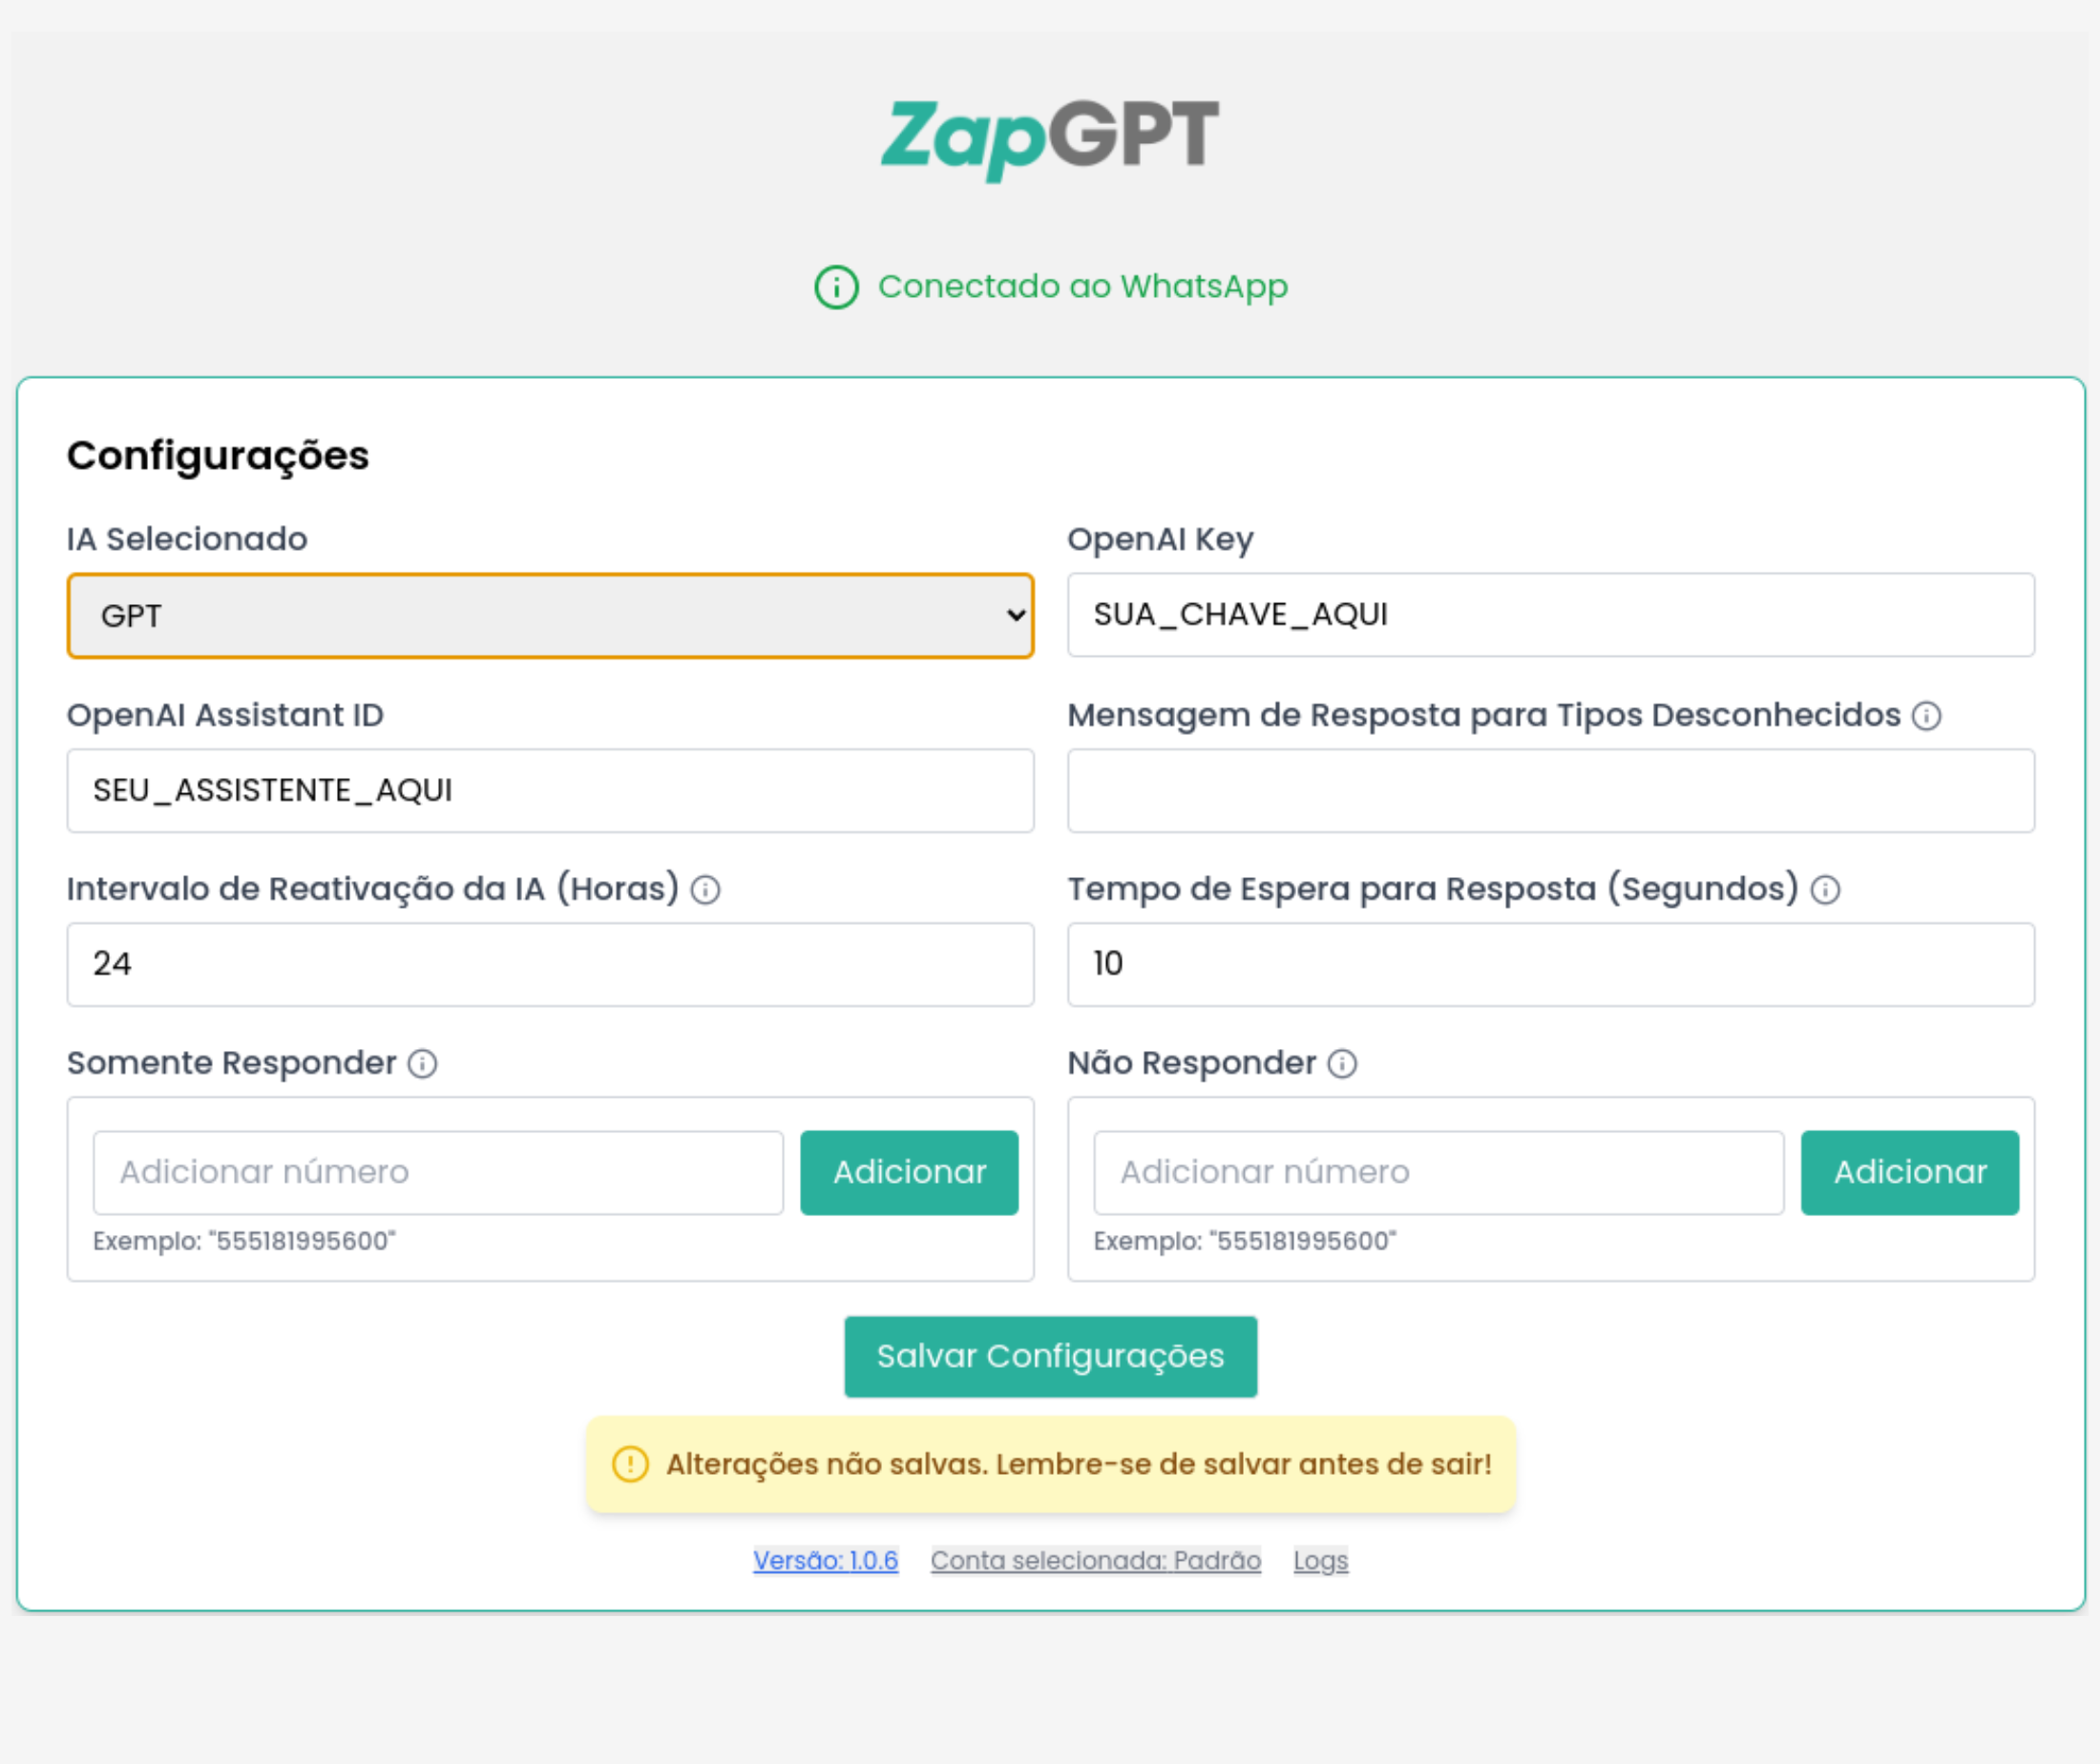 ZapGPT
Conectado ao WhatsApp
Configurações
IA Selecionado
OpenAI Key
GPT
SUA_CHAVE_AQUI
OpenAI Assistant ID
Mensagem de Resposta para Tipos Desconhecidos
SEU_ASSISTENTE_AQUI
Intervalo de Reativação da IA (Horas)
Tempo de Espera para Resposta (Segundos)
24
10
Somente Responder
Não Responder
Adicionar número
Adicionar
Adicionar número
Adicionar
Exemplo: "555181995600"
Exemplo: "555181995600"
Salvar Configurações
Alterações não salvas. Lembre-se de salvar antes de sair!
Versão: 1.0.6 Conta selecionada: Padrão Logs